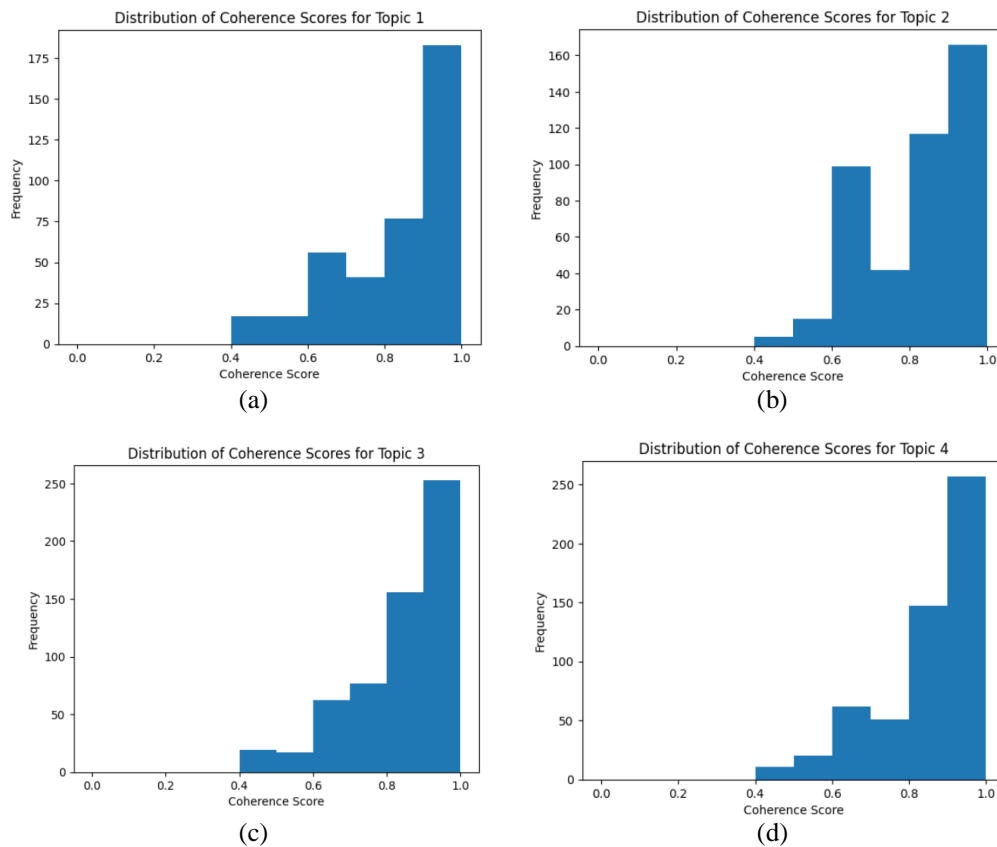 Distribution of Coherence Scores for Topic 1
175
150
125
100
75
50
25
0
Frequency
0.0 0.2 0.4 0.6 0.8 1.0
Coherence Score
(a)
Distribution of Coherence Scores for Topic 2
160
140
120
100
80
60
40
20
0
Frequency
0.0 0.2 0.4 0.6 0.8 1.0
Coherence Score
(b)
Distribution of Coherence Scores for Topic 3
250
200
150
100
50
0
Frequency
0.0 0.2 0.4 0.6 0.8 1.0
Coherence Score
(c)
Distribution of Coherence Scores for Topic 4
250
200
150
100
50
0
Frequency
0.0 0.2 0.4 0.6 0.8 1.0
Coherence Score
(d)